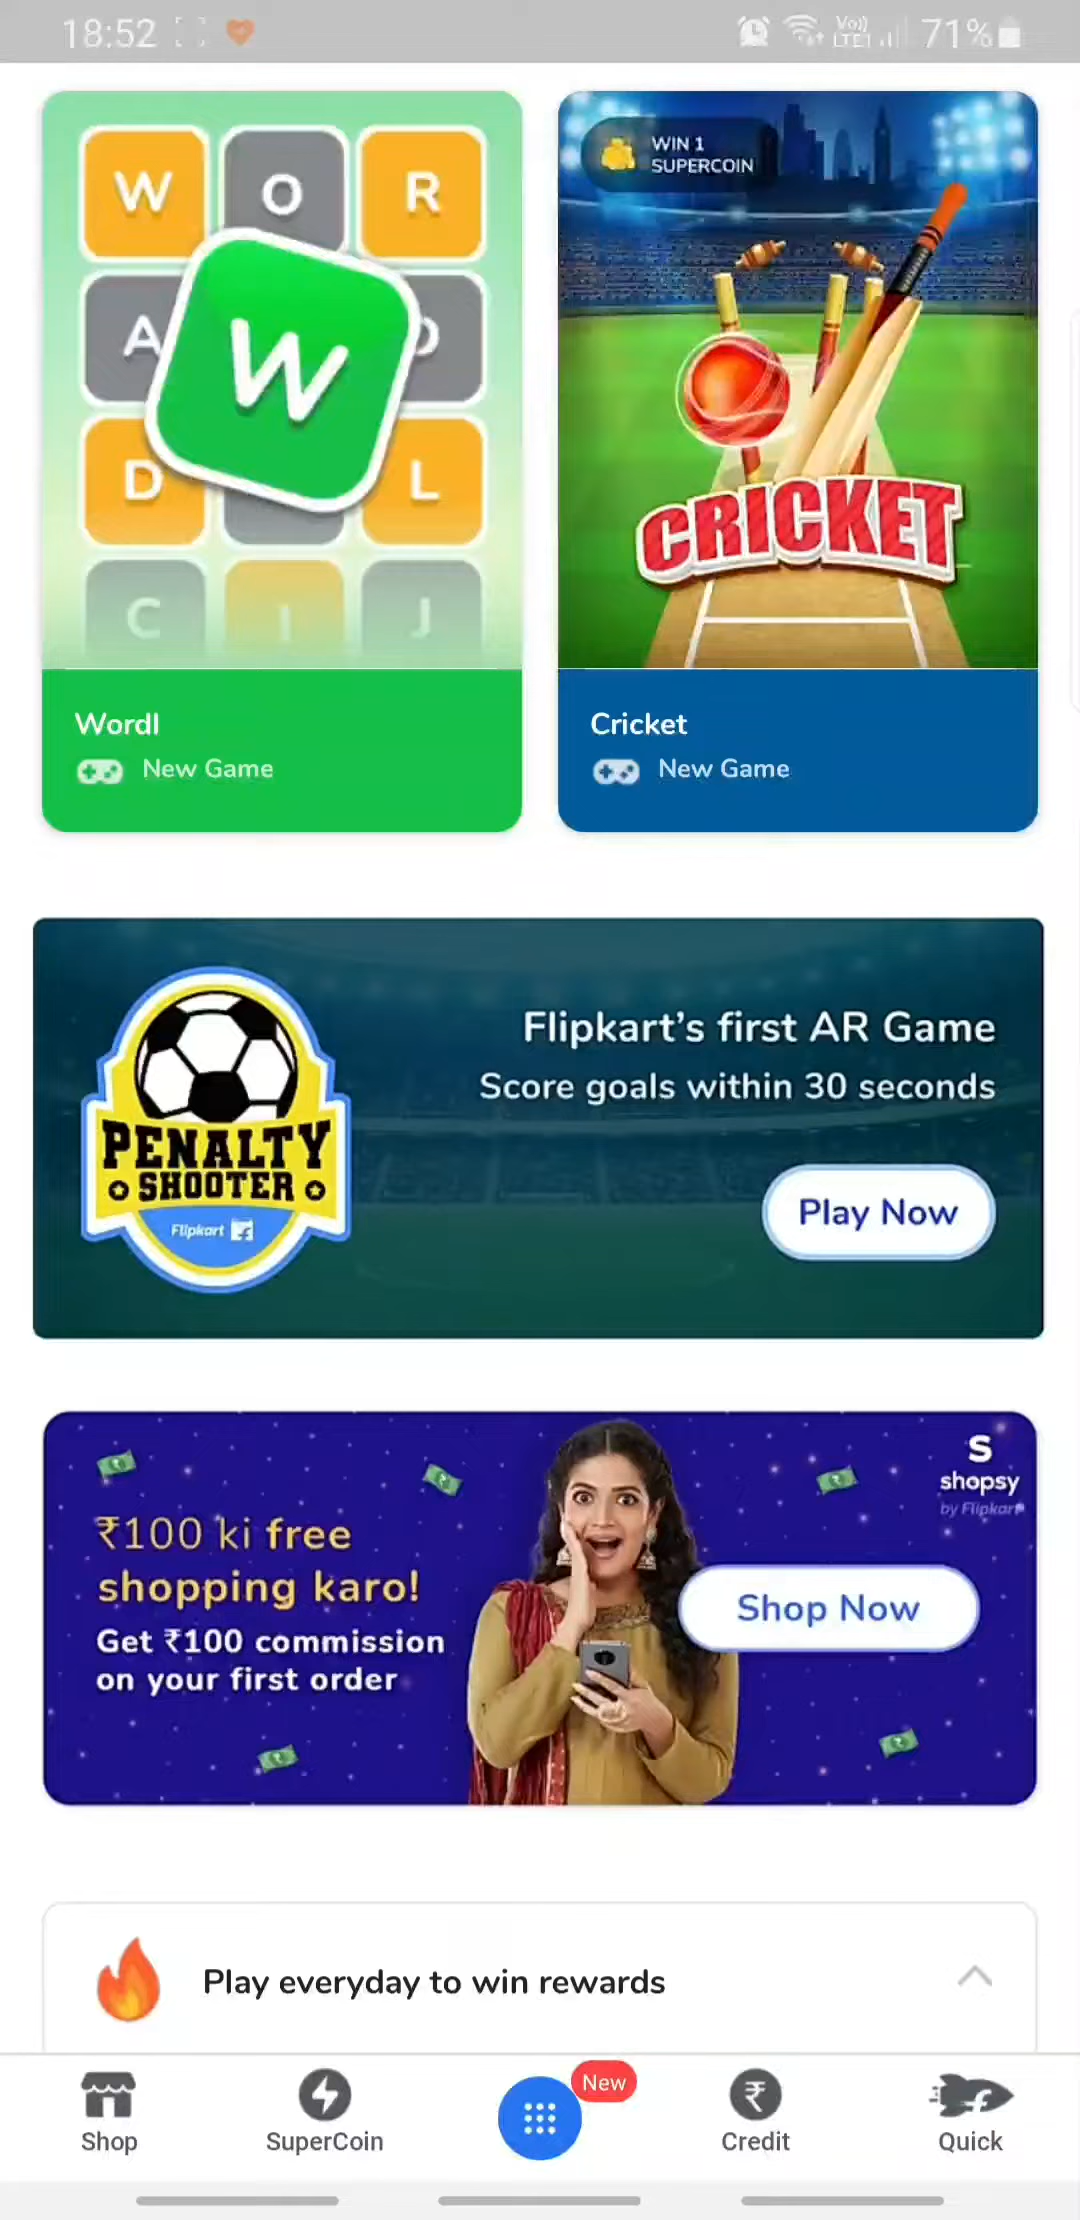 18:52
Vo))
LTE
71%
W O R
A D
D L
W
C I J
WIN 1
SUPERCOIN
CRICKET
Wordl
New Game
Cricket
New Game
PENALTY
SHOOTER
Flipkart
Flipkart's first AR Game
Score goals within 30 seconds
Play Now
S
shopsy
by Flipkart
₹100 ki free
shopping karo!
Get ₹100 commission
on your first order
Shop Now
Play everyday to win rewards
New
Shop
SuperCoin
Credit
Quick